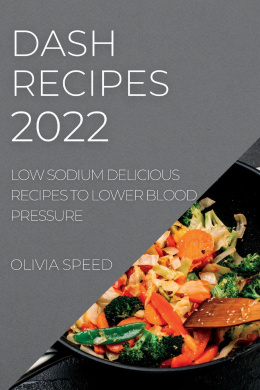 DASH
RECIPES
2022
LOW SODIUM DELICIOUS
RECIPES TO LOWER BLOOD
PRESSURE
OLIVIA SPEED